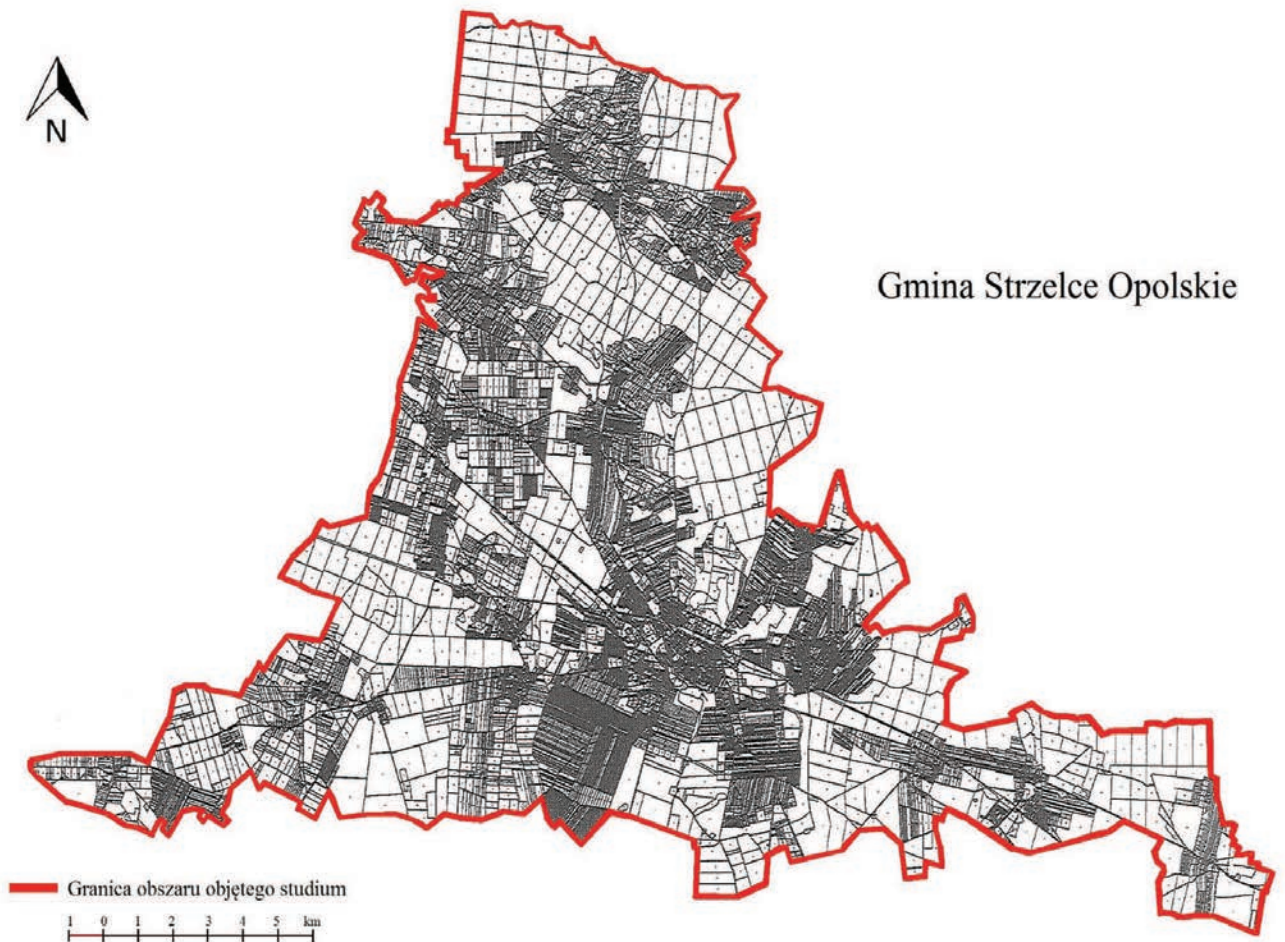 N
Gmina Strzelce Opolskie
Granica obszaru objętego studium
1 0 1 2 3 4 5 km